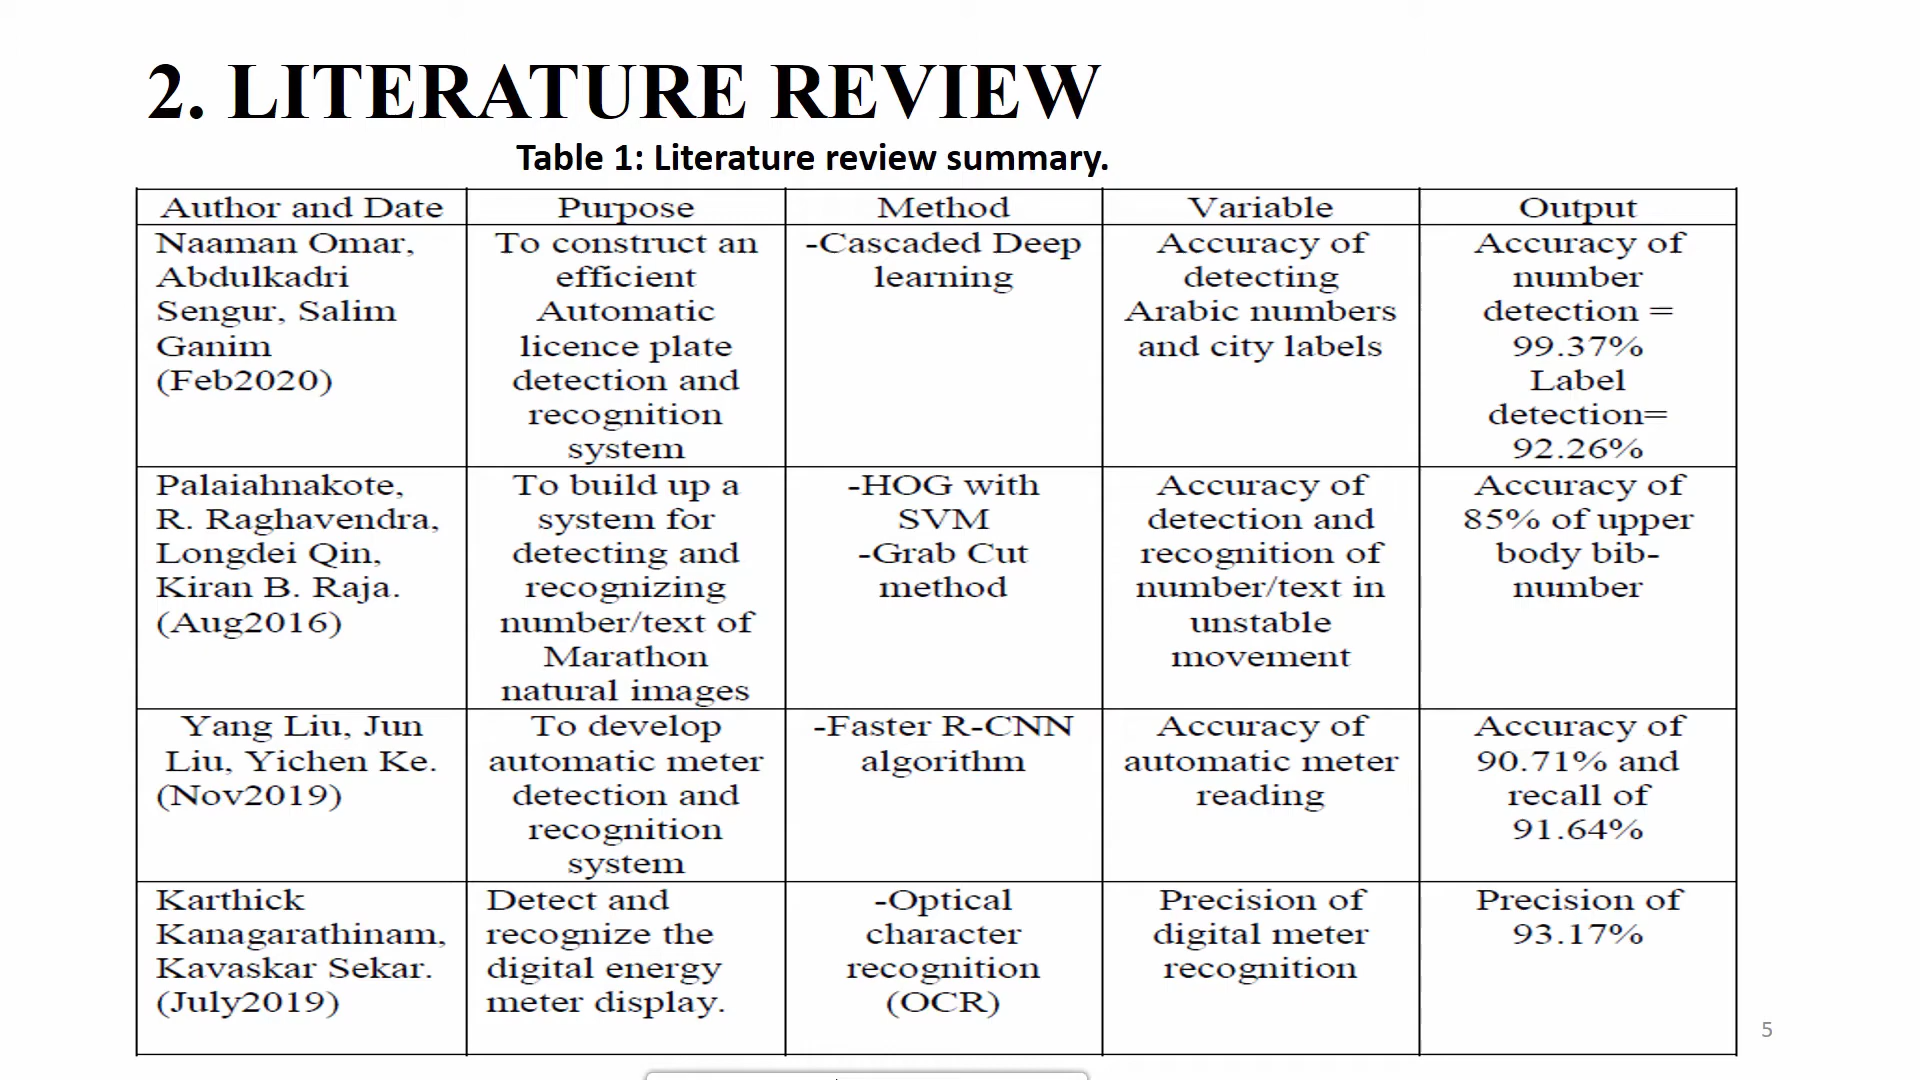 2. LITERATURE REVIEW
Table 1: Literature review summary.
Author and Date Purpose Method Variable Output
Naaman Omar,
Abdulkadri
Sengur, Salim
Ganim
(Feb2020)
To construct an
efficient
Automatic
licence plate
detection and
recognition
system
-Cascaded Deep
learning
Accuracy of
detecting
Arabic numbers
and city labels
Accuracy of
number
detection =
99.37%
Label
detection=
92.26%
Palaiahnakote,
R. Raghavendra,
Longdei Qin,
Kiran B. Raja.
(Aug2016)
To build up a
system for
detecting and
recognizing
number/text of
Marathon
natural images
-HOG with
SVM
-Grab Cut
method
Accuracy of
detection and
recognition of
number/text in
unstable
movement
Accuracy of
85% of upper
body bib-
number
Yang Liu, Jun
Liu, Yichen Ke.
(Nov2019)
To develop
automatic meter
detection and
recognition
system
-Faster R-CNN
algorithm
Accuracy of
automatic meter
reading
Accuracy of
90.71% and
recall of
91.64%
Karthick
Kanagarathinam,
Kavaskar Sekar.
(July2019)
Detect and
recognize the
digital energy
meter display.
-Optical
character
recognition
(OCR)
Precision of
digital meter
recognition
Precision of
93.17%
5